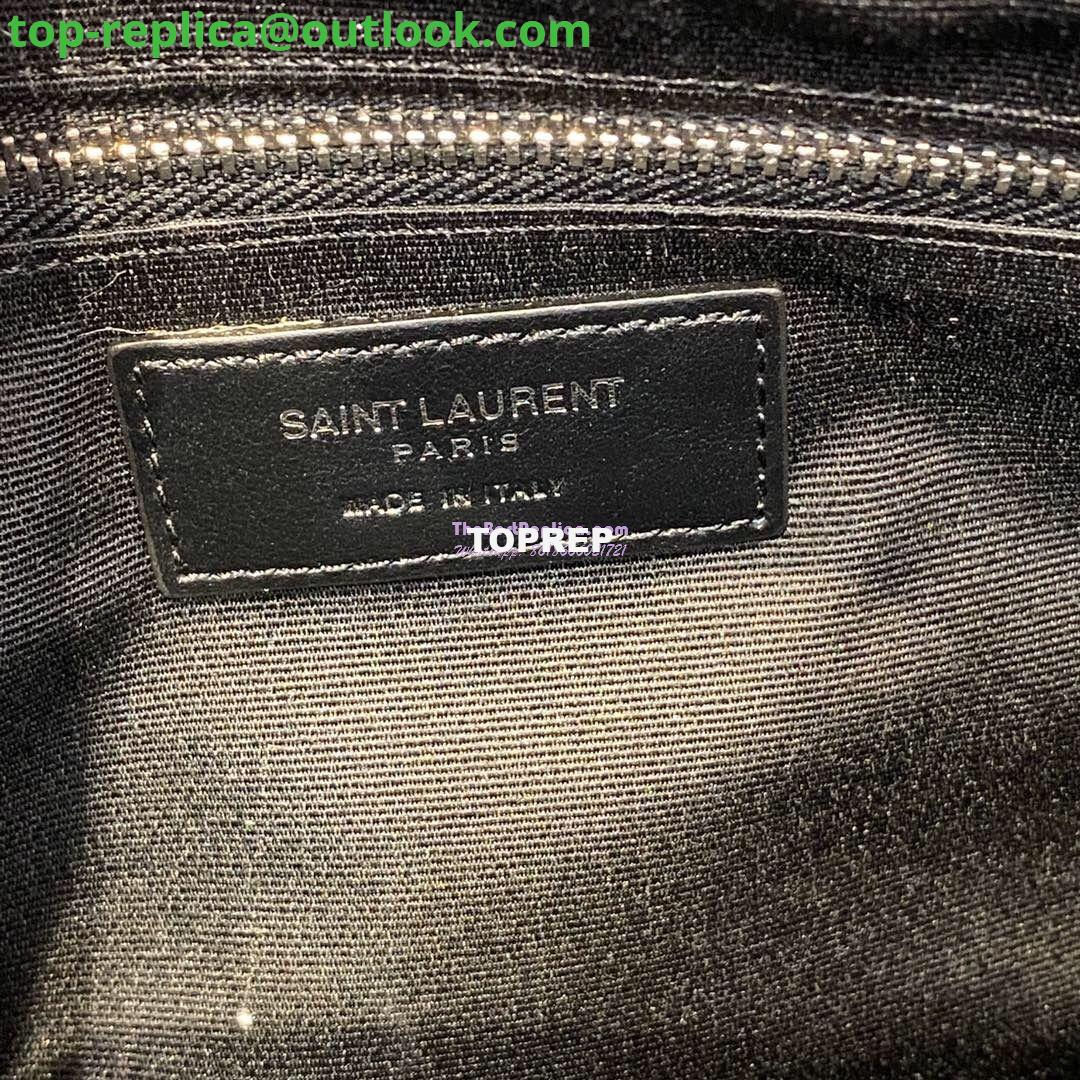 top-replica@outlook.com
SAINT LAURENT
PARIS
MADE IN ITALY
TOPREP